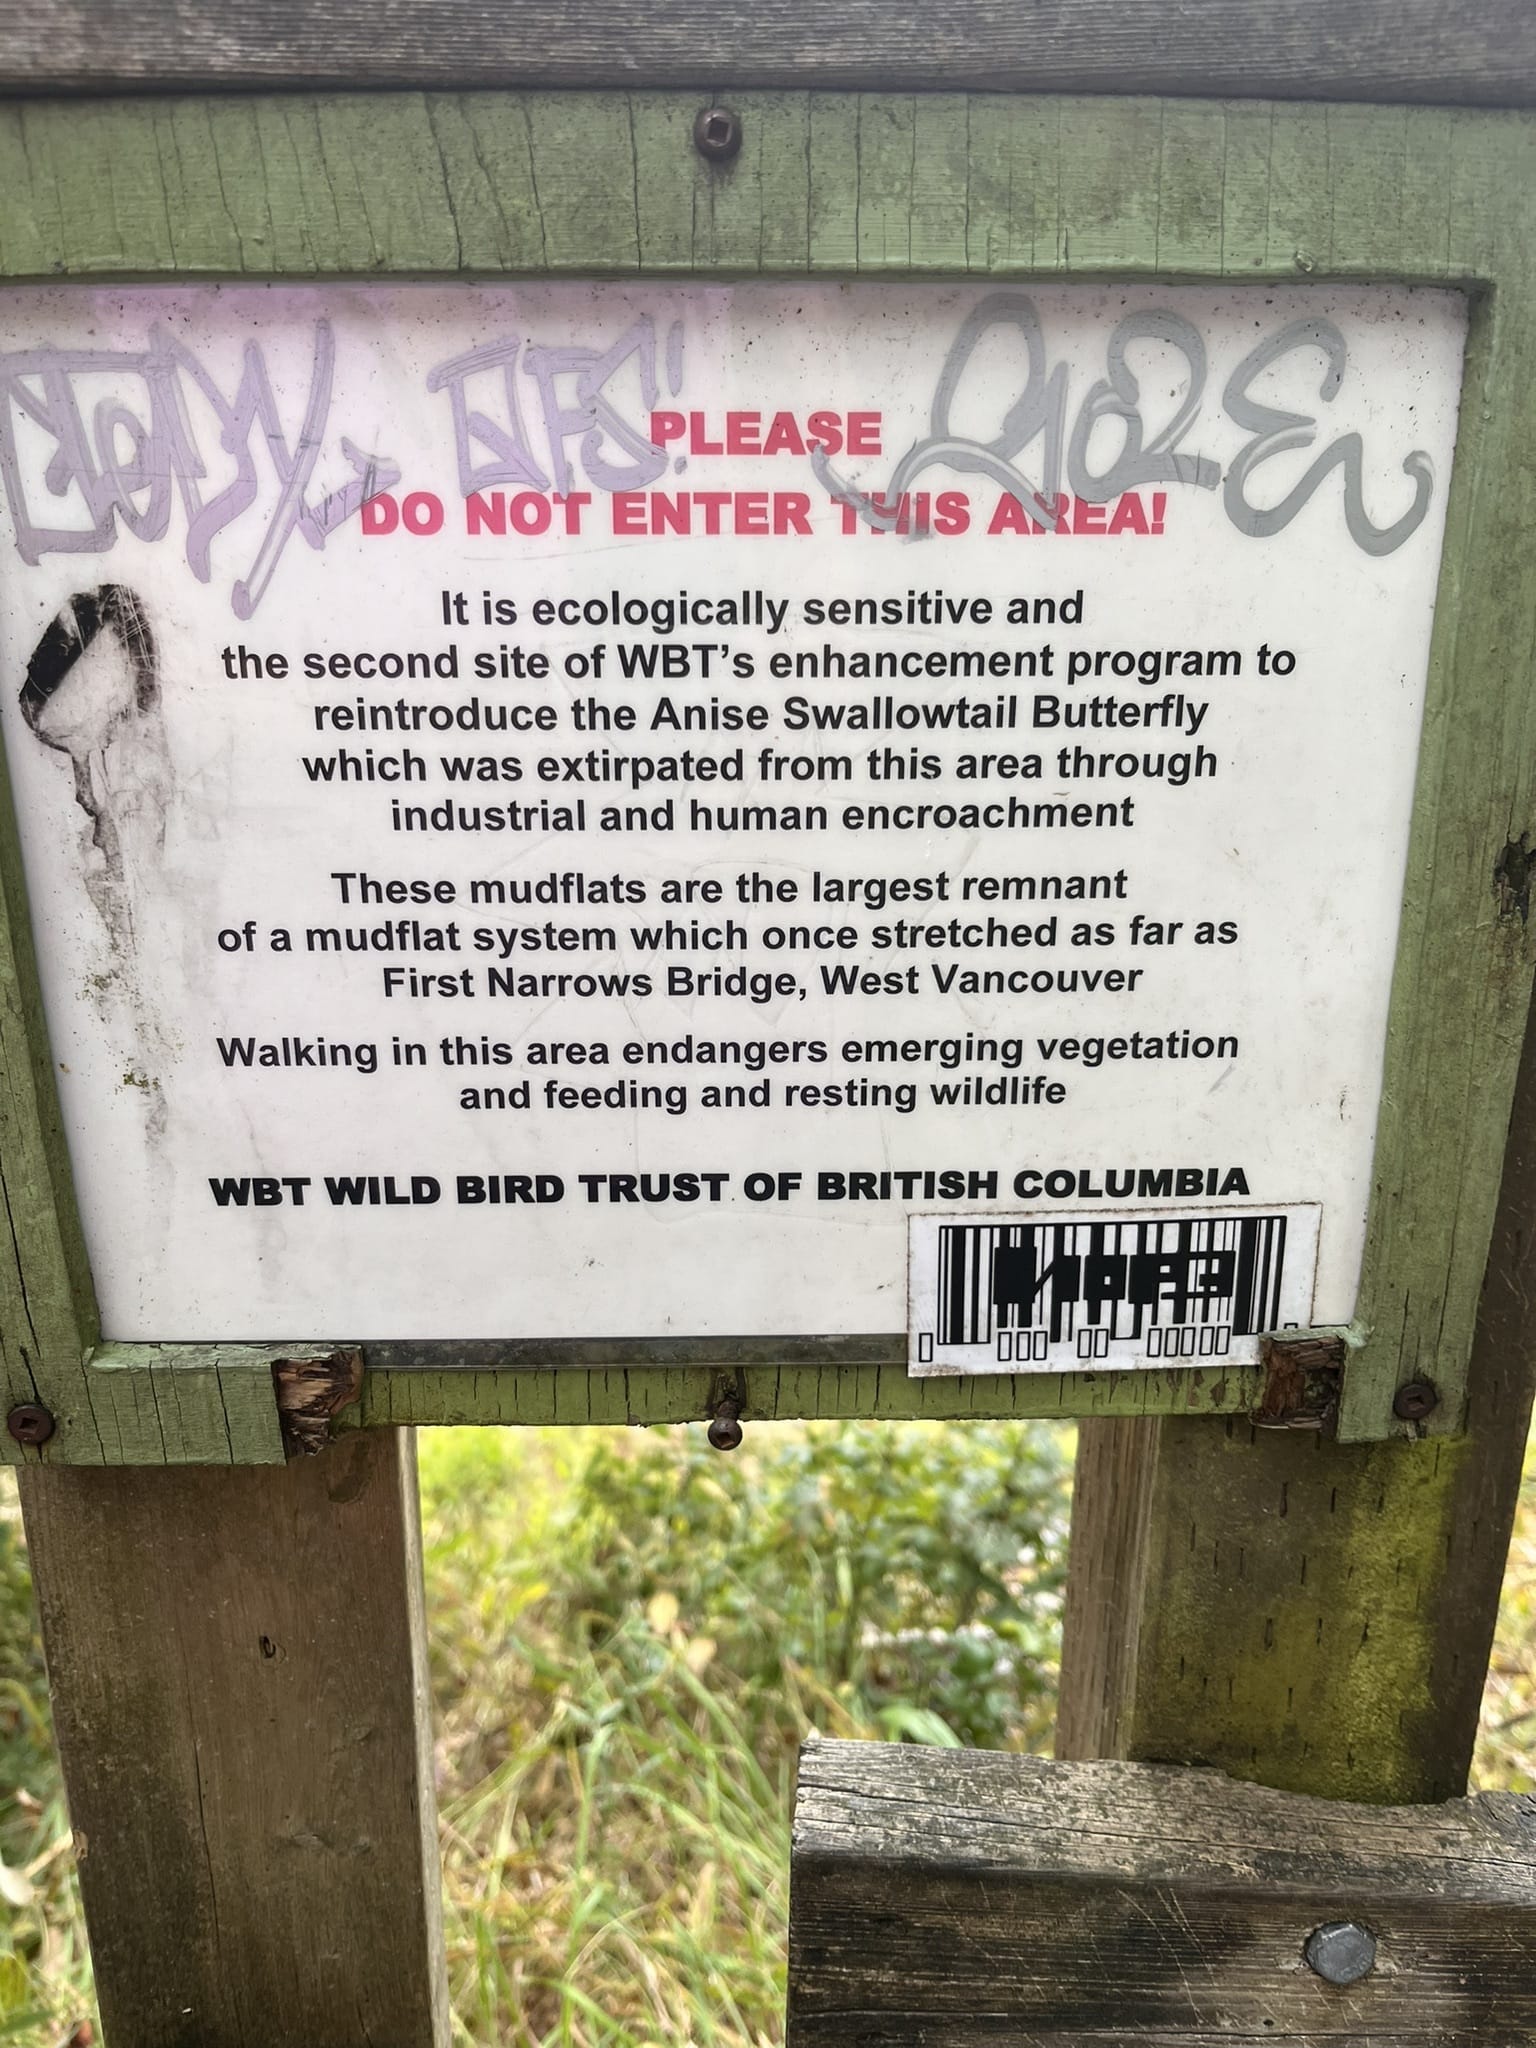 PLEASE
DO NOT ENTER THIS AREA!
It is ecologically sensitive and
the second site of WBT's enhancement program to
reintroduce the Anise Swallowtail Butterfly
which was extirpated from this area through
industrial and human encroachment
These mudflats are the largest remnant
of a mudflat system which once stretched as far as
First Narrows Bridge, West Vancouver
Walking in this area endangers emerging vegetation
and feeding and resting wildlife
WBT WILD BIRD TRUST OF BRITISH COLUMBIA